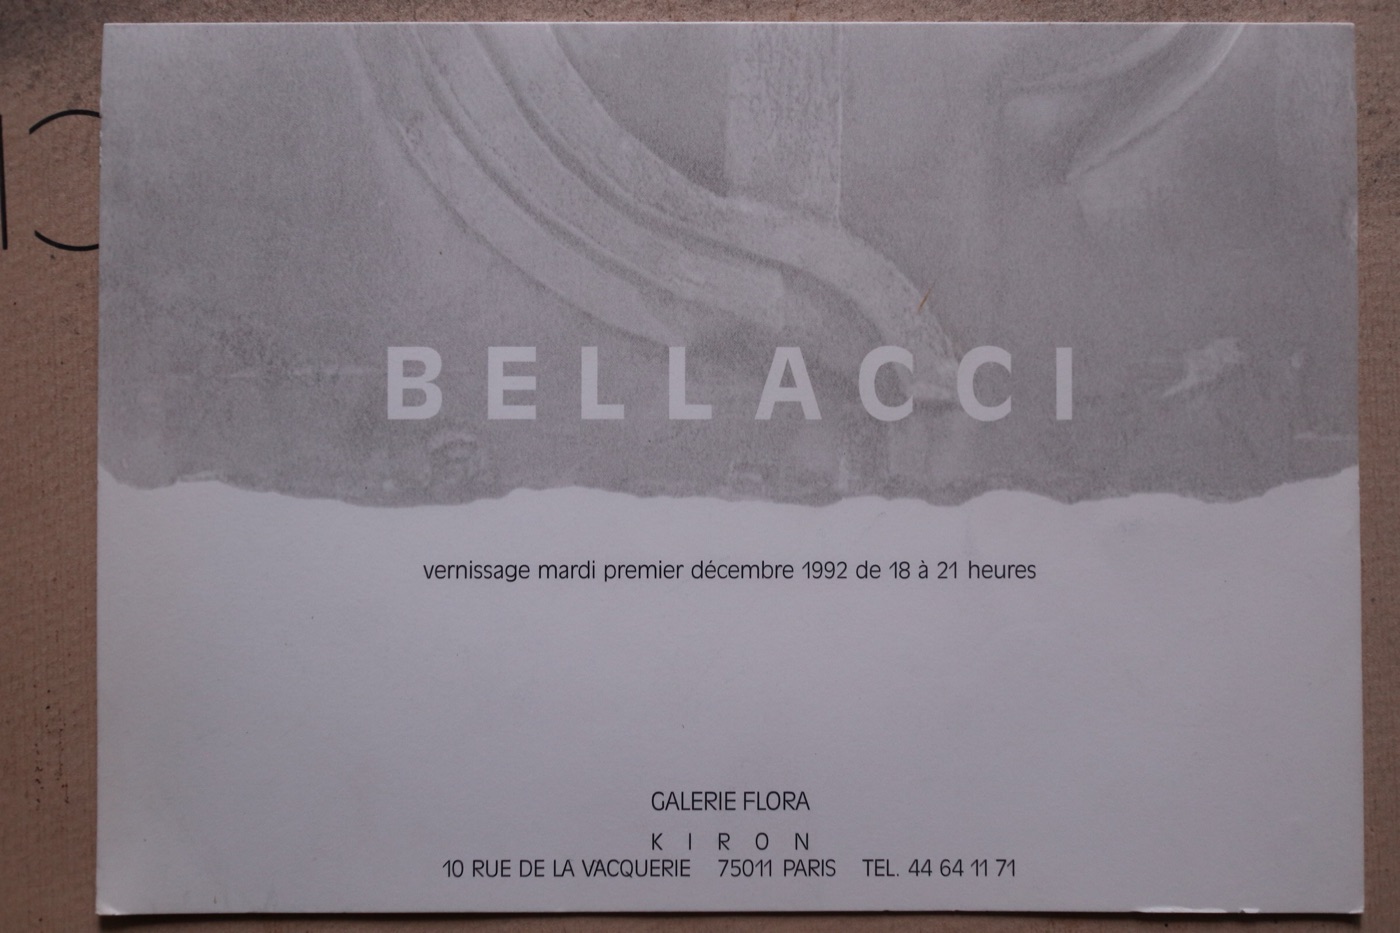 BELLACCI
vernissage mardi premier décembre 1992 de 18 à 21 heures
GALERIE FLORA
KIRON
10 RUE DE LA VACQUERIE 75011 PARIS TEL. 44 64 11 71